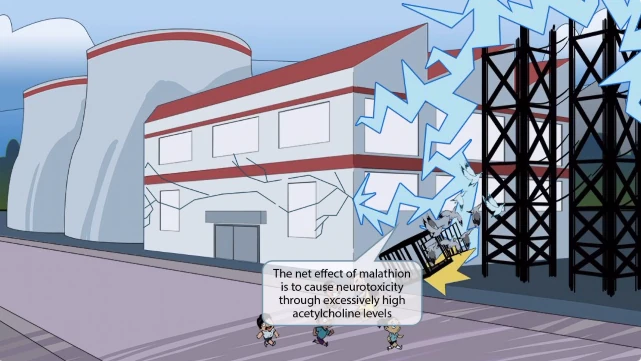 The net effect of malathion
is to cause neurotoxicity
through excessively high
acetylcholine levels